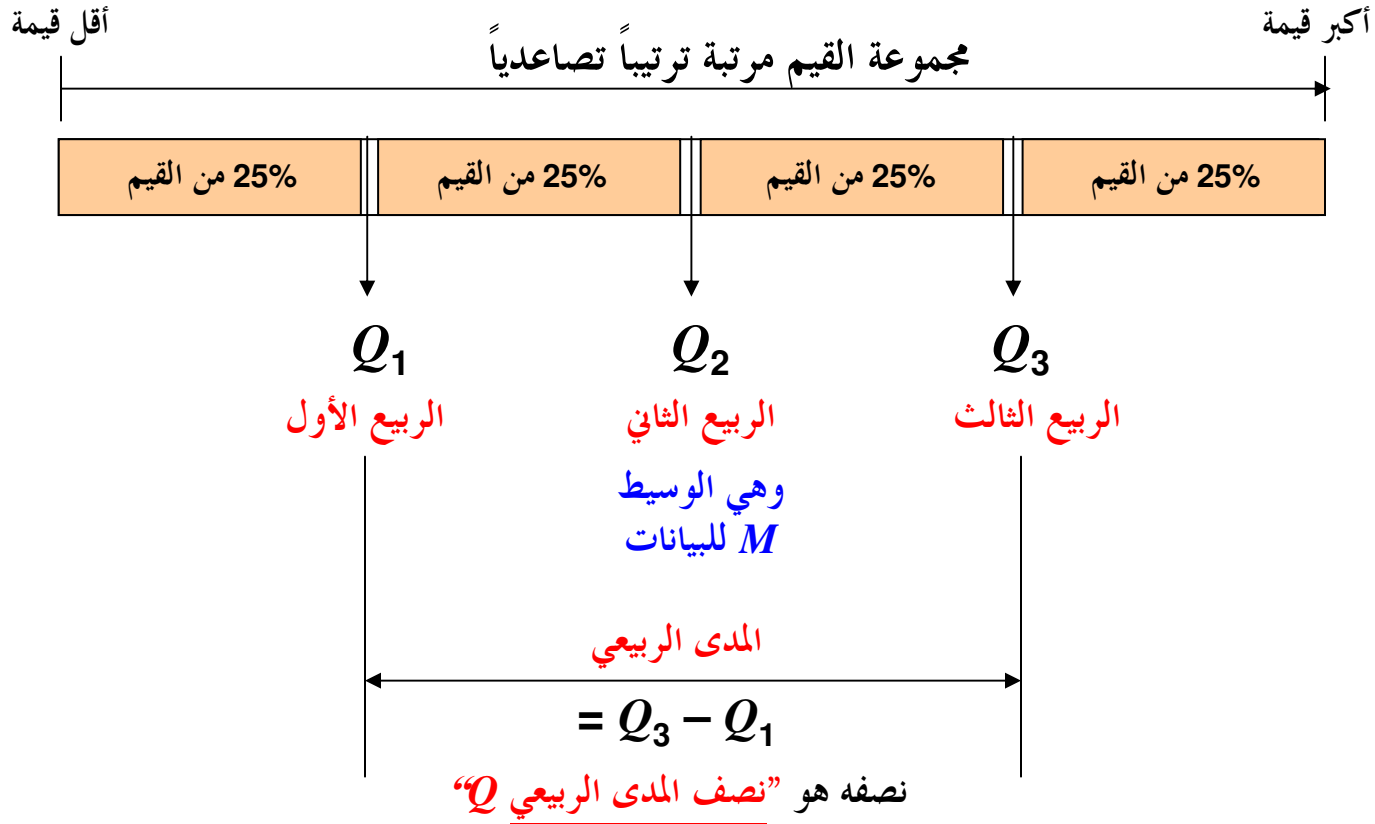 أكبر قيمة
أقل قيمة
مجموعة القيم مرتبة ترتيباً تصاعدياً
25% من القيم
25% من القيم
25% من القيم
25% من القيم
Q1
Q2
Q3
الربيع الأول
الربيع الثاني
الربيع الثالث
وهي الوسيط
M للبيانات
المدى الربيعي
= Q3 – Q1
نصفه هو ”نصف المدى الربيعي Q“